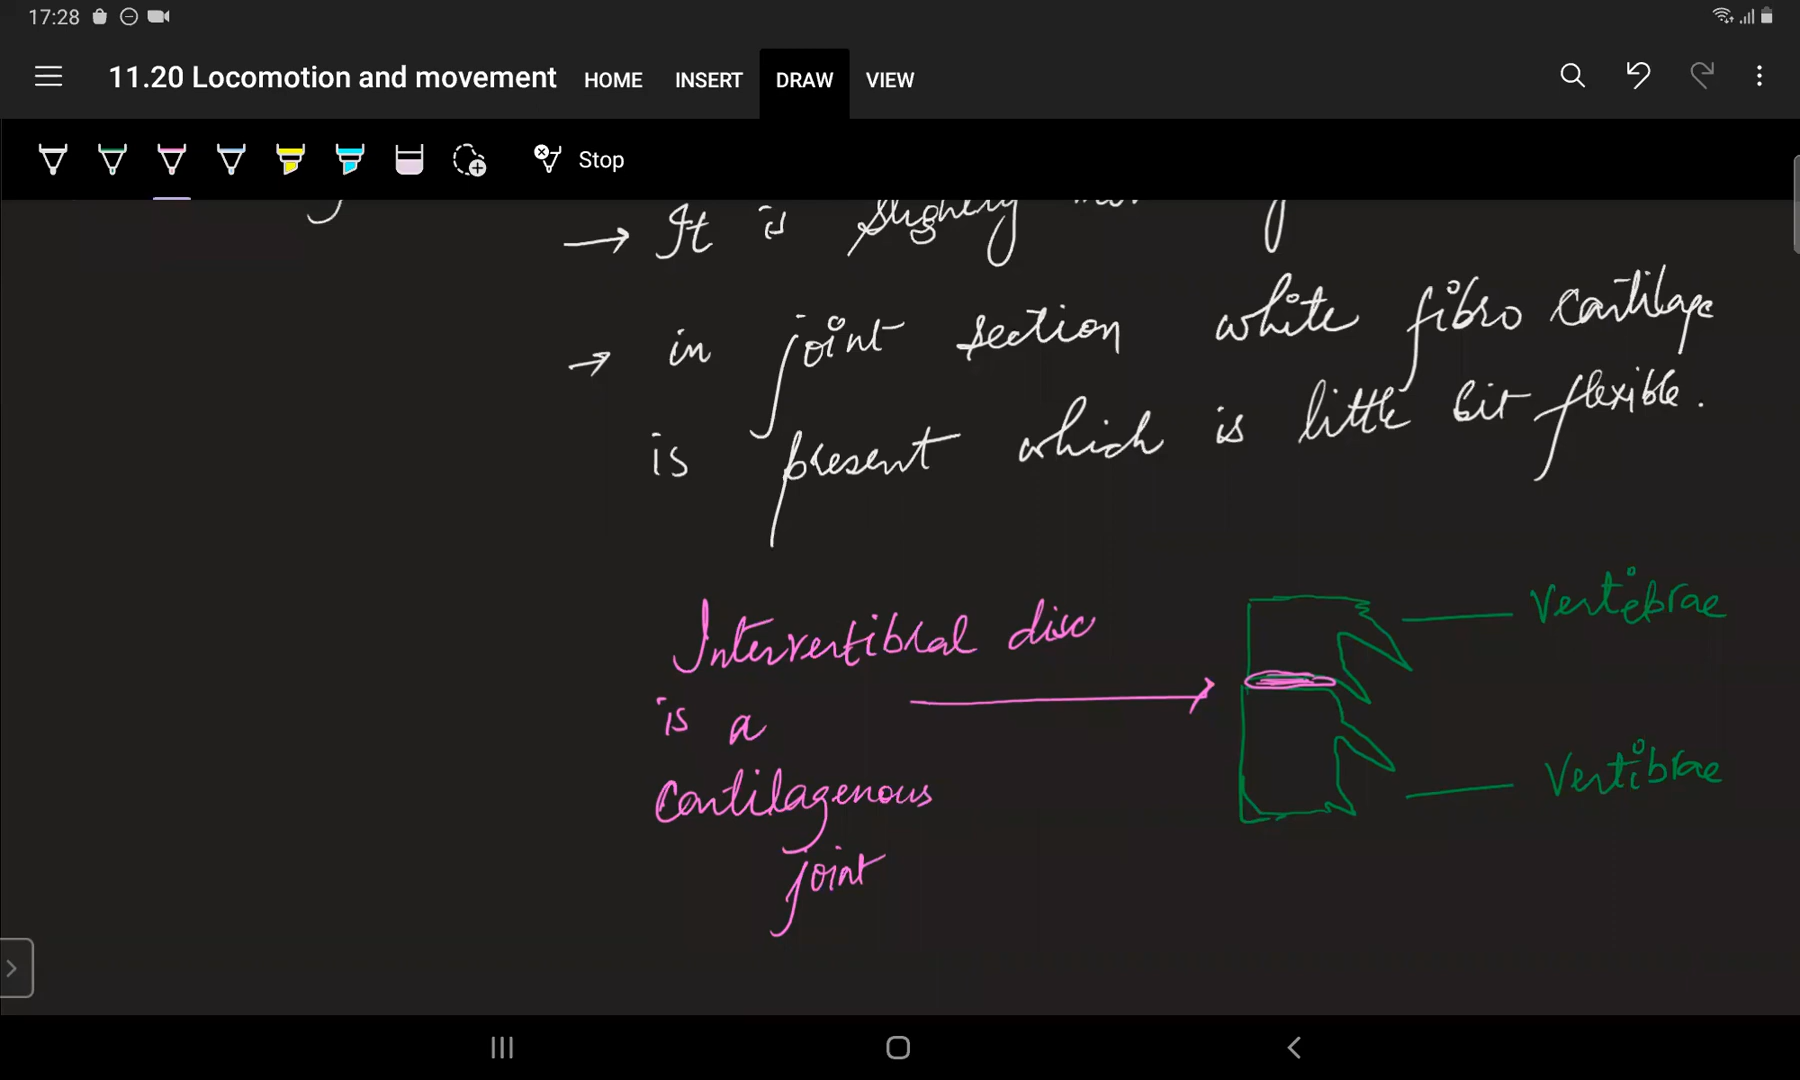 17:28
11.20 Locomotion and movement HOME INSERT DRAW VIEW
Stop
→ It is slightly
→ in joint section white fibro cartilage
is present which is little bit flexible.
Intervertibral disc
is a
cartilagenous
joint
Vertebrae
Vertibrae